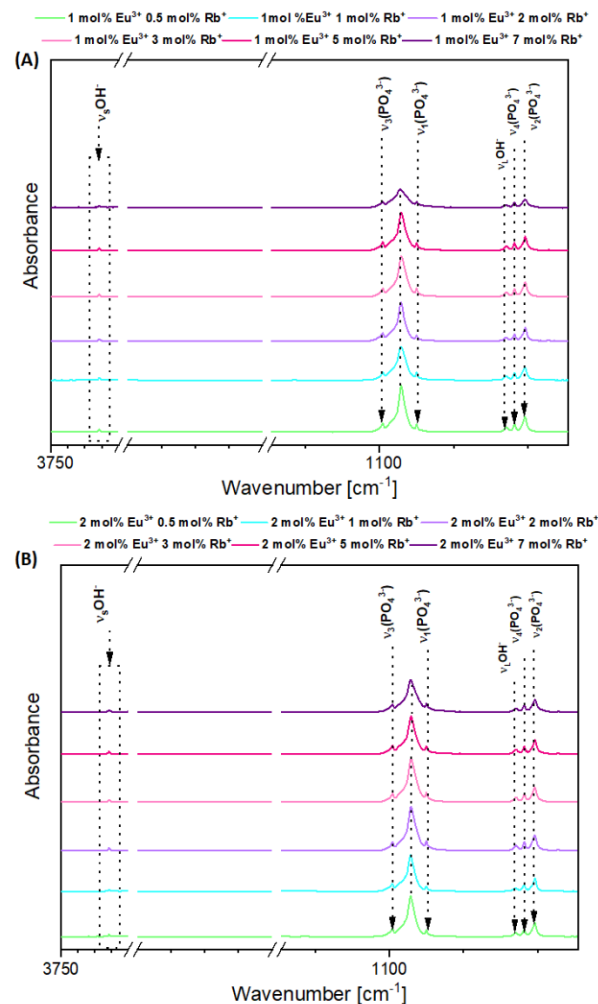 1 mol% Eu³⁺ 0.5 mol% Rb⁺ 1mol %Eu³⁺ 1 mol% Rb⁺ 1 mol% Eu³⁺ 2 mol% Rb⁺
1 mol% Eu³⁺ 3 mol% Rb⁺ 1 mol% Eu³⁺ 5 mol% Rb⁺ 1 mol% Eu³⁺ 7 mol% Rb⁺
(A)
νₛOH⁻
ν₃(PO₄³⁻)
ν₁(PO₄³⁻)
νʟOH⁻
ν₄(PO₄³⁻)
ν₂(PO₄³⁻)
Absorbance
3750 1100
Wavenumber [cm⁻¹]
2 mol% Eu³⁺ 0.5 mol% Rb⁺ 2 mol% Eu³⁺ 1 mol% Rb⁺ 2 mol% Eu³⁺ 2 mol% Rb⁺
2 mol% Eu³⁺ 3 mol% Rb⁺ 2 mol% Eu³⁺ 5 mol% Rb⁺ 2 mol% Eu³⁺ 7 mol% Rb⁺
(B)
νₛOH⁻
ν₃(PO₄³⁻)
ν₁(PO₄³⁻)
νʟOH⁻
ν₄(PO₄³⁻)
ν₂(PO₄³⁻)
Absorbance
3750 1100
Wavenumber [cm⁻¹]